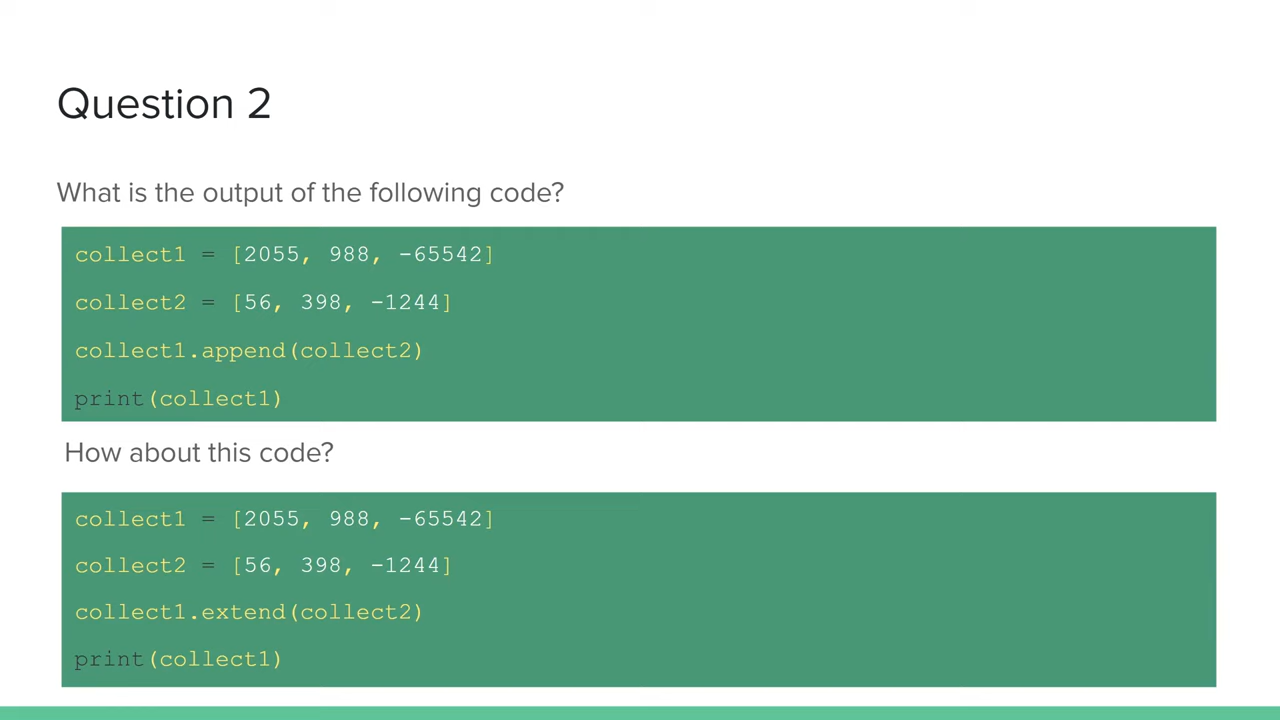 Question 2
What is the output of the following code?
collect1 = [2055, 988, -65542]
collect2 = [56, 398, -1244]
collect1.append(collect2)
print(collect1)
How about this code?
collect1 = [2055, 988, -65542]
collect2 = [56, 398, -1244]
collect1.extend(collect2)
print(collect1)